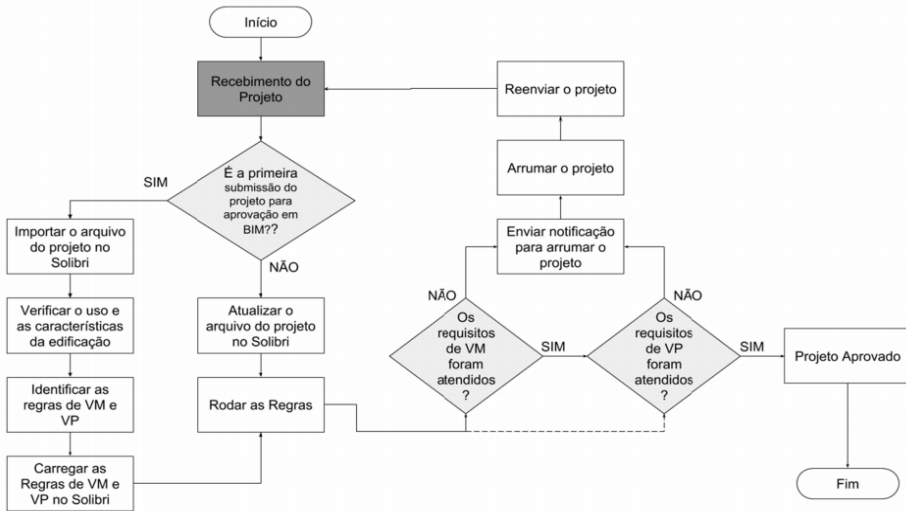 Início
Recebimento do
Projeto
É a primeira
submissão do
projeto para
aprovação em
BIM??
SIM
NÃO
Importar o arquivo
do projeto no
Solibri
Verificar o uso e
as características
da edificação
Identificar as
regras de VM e
VP
Carregar as
Regras de VM e
VP no Solibri
Atualizar o
arquivo do projeto
no Solibri
Rodar as Regras
Reenviar o projeto
Arrumar o projeto
Enviar notificação
para arrumar o
projeto
NÃO
NÃO
Os
requisitos
de VM
foram
atendidos
?
SIM
Os
requisitos
de VP
foram
atendidos
?
SIM
Projeto Aprovado
Fim